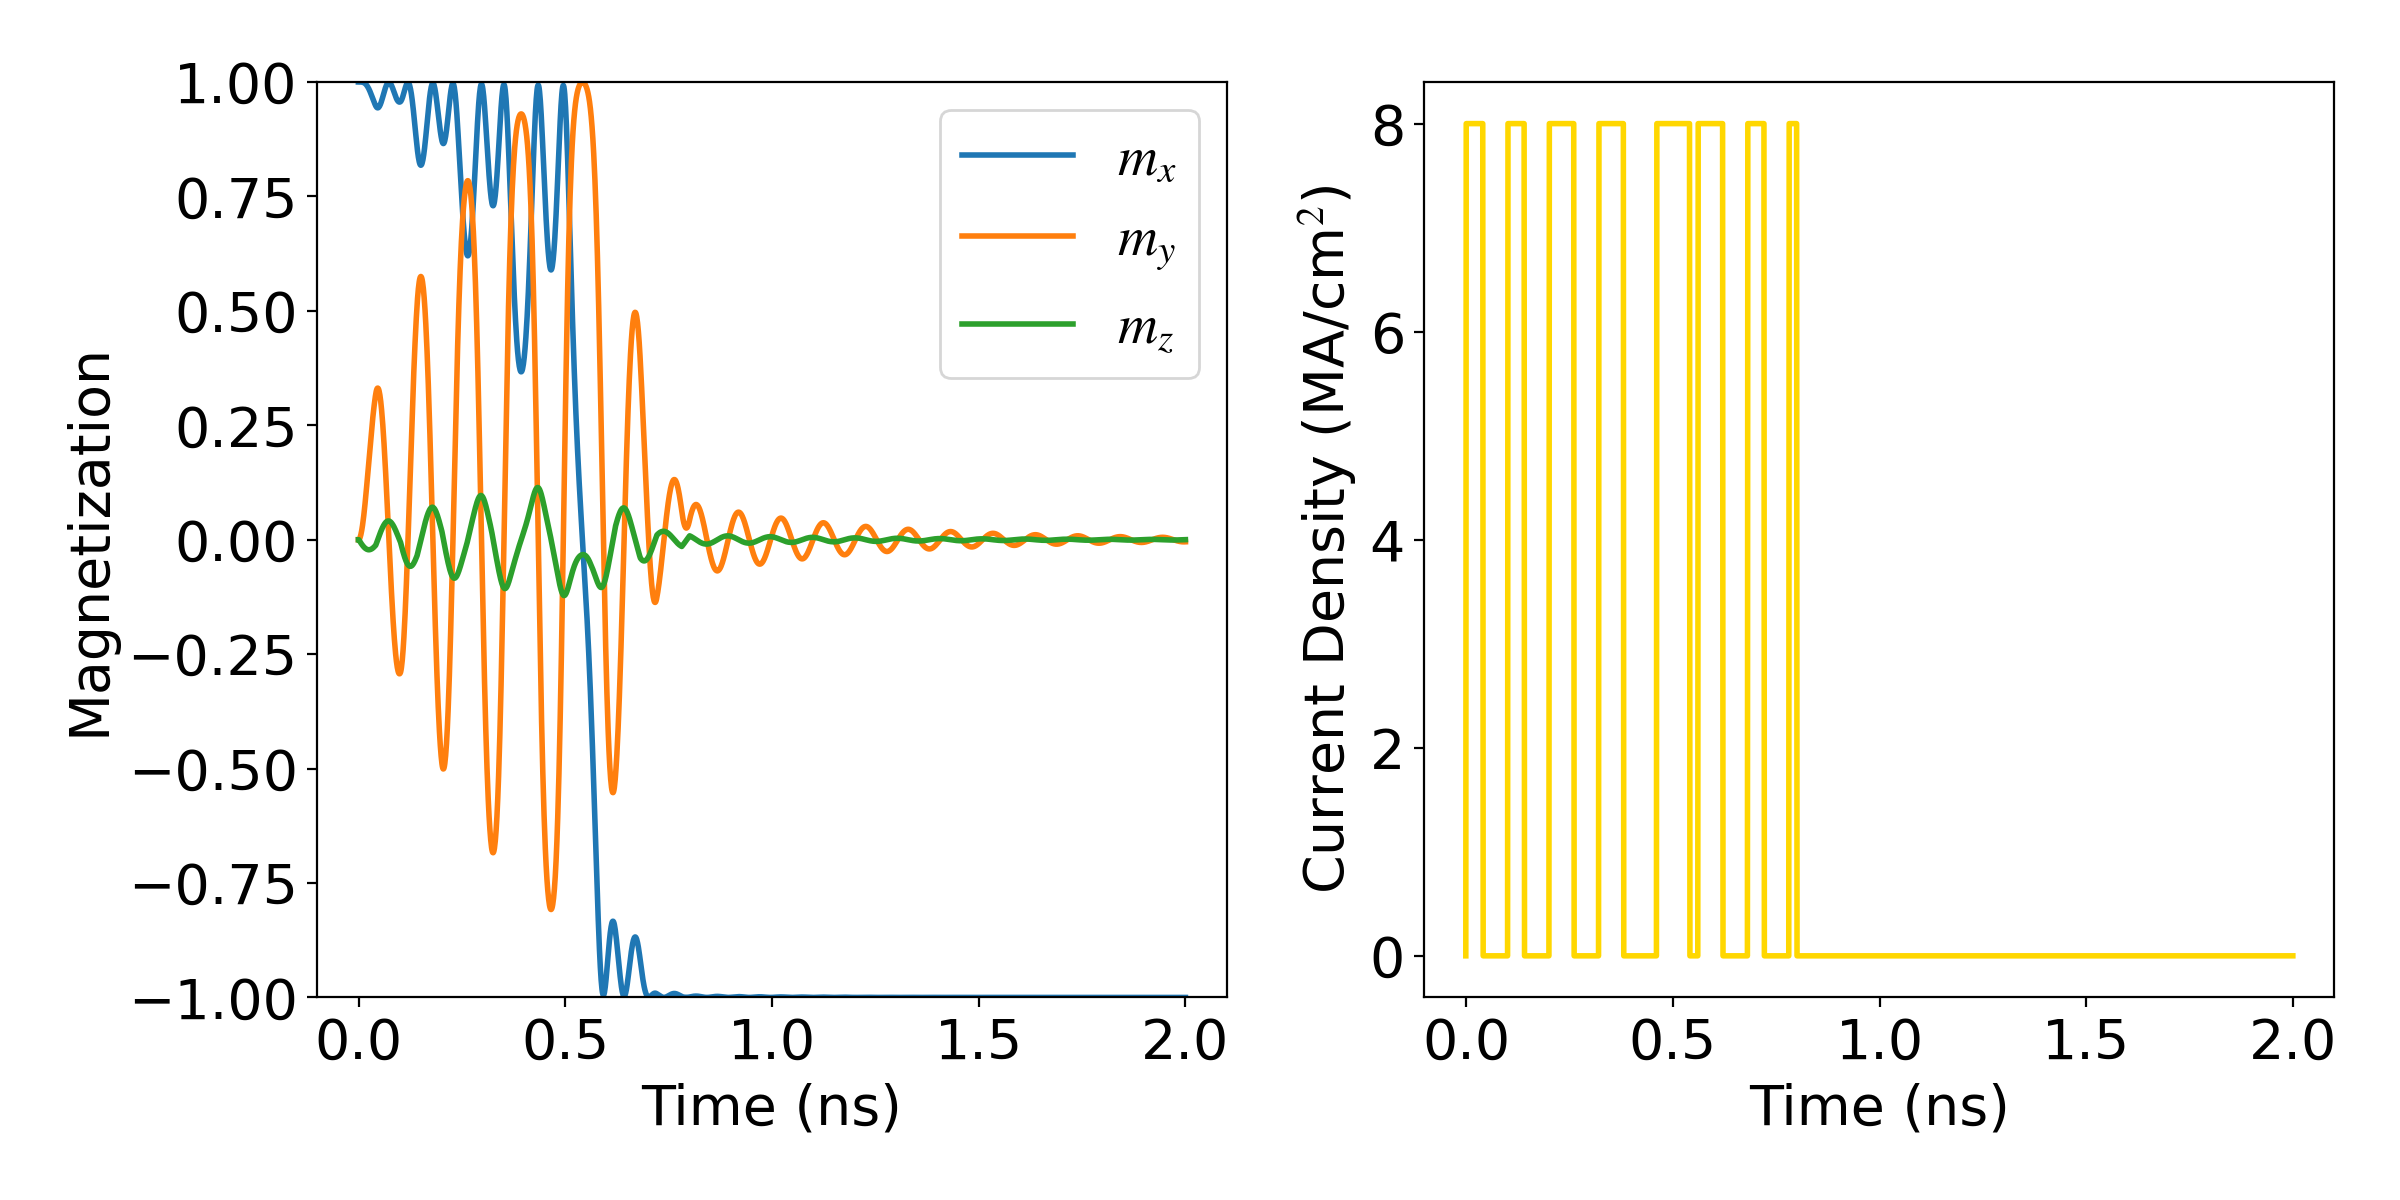 Magnetization
1.00
0.75
0.50
0.25
0.00
−0.25
−0.50
−0.75
−1.00
0.0 0.5 1.0 1.5 2.0
Time (ns)
m_x
m_y
m_z
Current Density (MA/cm²)
8
6
4
2
0
0.0 0.5 1.0 1.5 2.0
Time (ns)